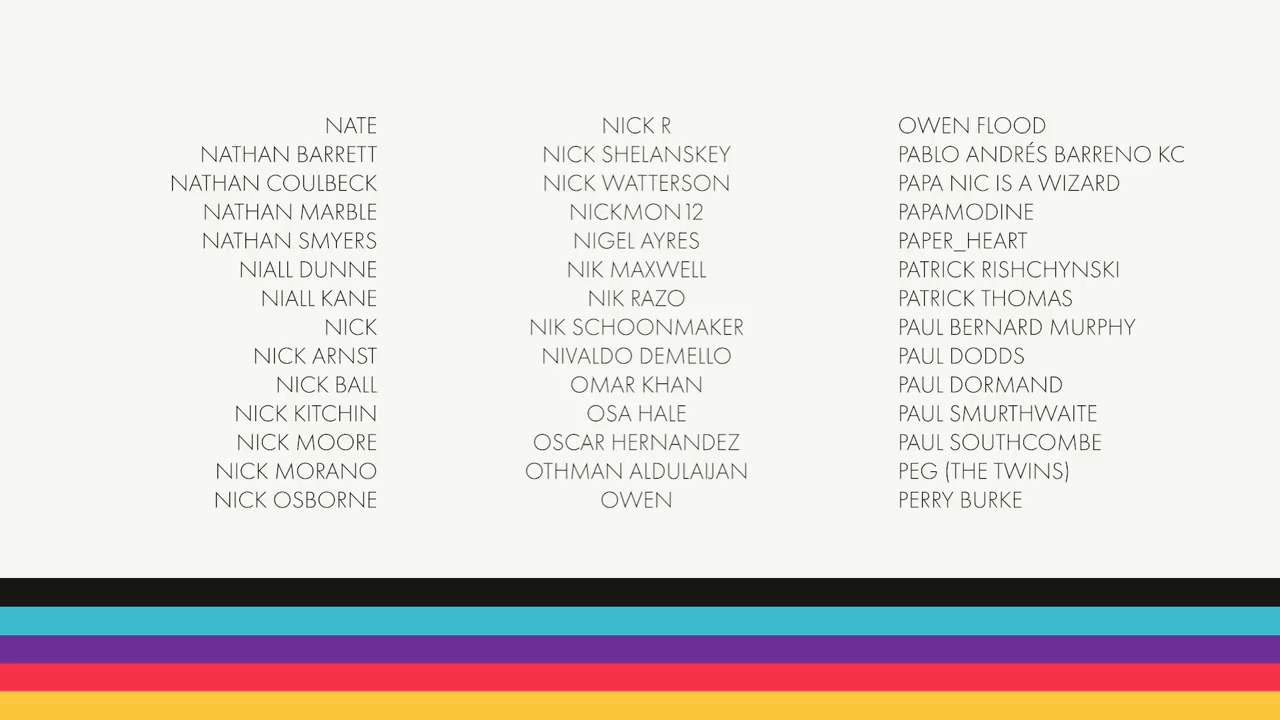 NATE
NATHAN BARRETT
NATHAN COULBECK
NATHAN MARBLE
NATHAN SMYERS
NIALL DUNNE
NIALL KANE
NICK
NICK ARNST
NICK BALL
NICK KITCHIN
NICK MOORE
NICK MORANO
NICK OSBORNE
NICK R
NICK SHELANSKEY
NICK WATTERSON
NICKMON12
NIGEL AYRES
NIK MAXWELL
NIK RAZO
NIK SCHOONMAKER
NIVALDO DEMELLO
OMAR KHAN
OSA HALE
OSCAR HERNANDEZ
OTHMAN ALDULAIJAN
OWEN
OWEN FLOOD
PABLO ANDRÉS BARRENO KC
PAPA NIC IS A WIZARD
PAPAMODINE
PAPER_HEART
PATRICK RISHCHYNSKI
PATRICK THOMAS
PAUL BERNARD MURPHY
PAUL DODDS
PAUL DORMAND
PAUL SMURTHWAITE
PAUL SOUTHCOMBE
PEG (THE TWINS)
PERRY BURKE